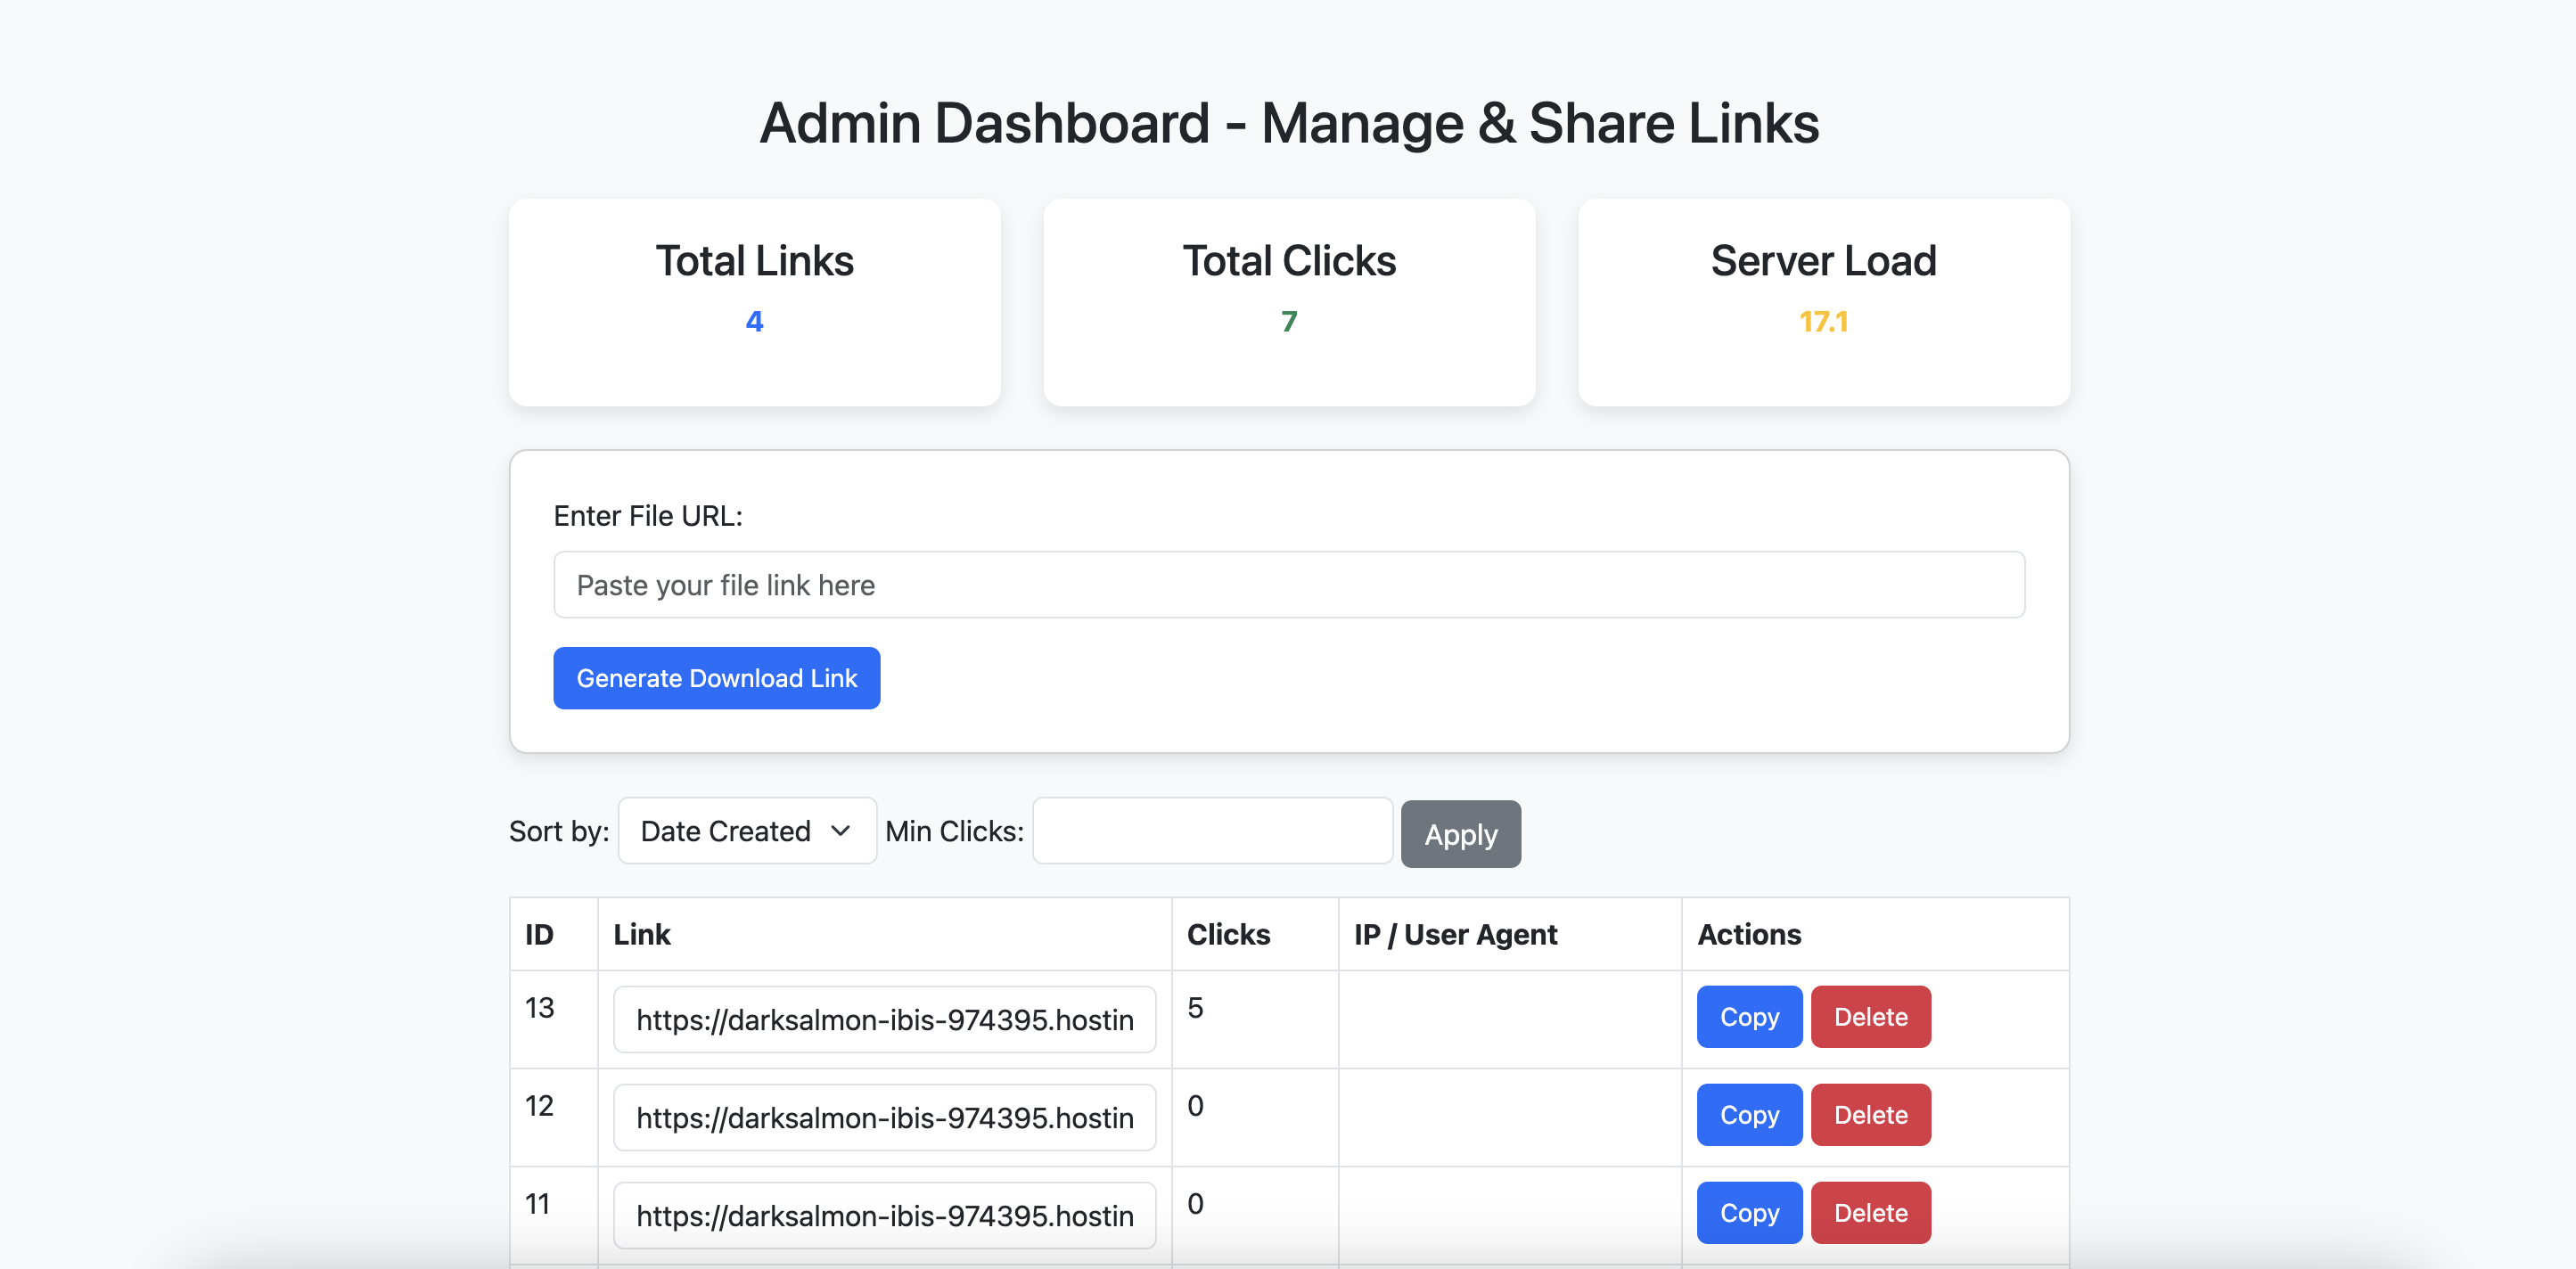 Admin Dashboard - Manage & Share Links
Total Links
4
Total Clicks
7
Server Load
17.1
Enter File URL:
Paste your file link here
Generate Download Link
Sort by: Date Created Min Clicks: Apply
ID Link Clicks IP / User Agent Actions
13 https://darksalmon-ibis-974395.hostin 5 Copy Delete
12 https://darksalmon-ibis-974395.hostin 0 Copy Delete
11 https://darksalmon-ibis-974395.hostin 0 Copy Delete